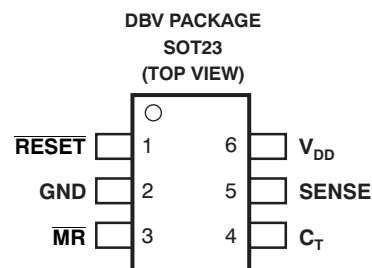 DBV PACKAGE
SOT23
(TOP VIEW)
RESET 1 6 VDD
GND 2 5 SENSE
MR 3 4 CT